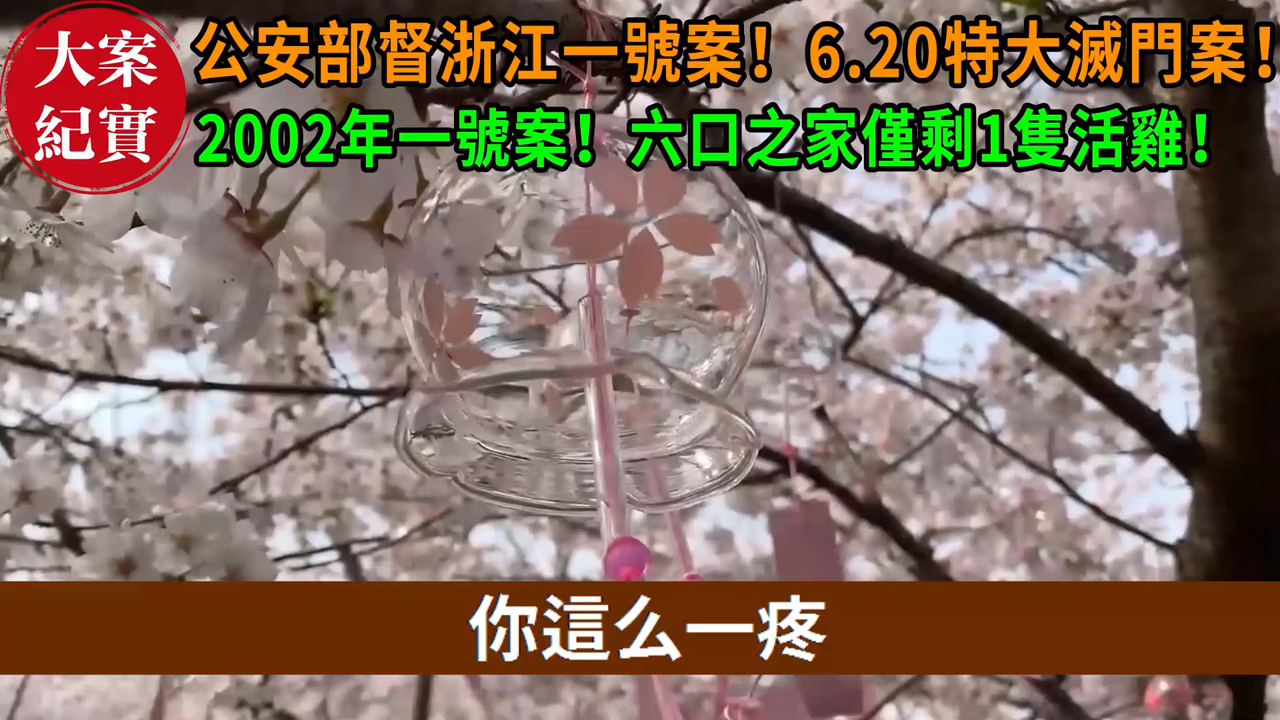 大案
紀實
公安部督浙江一號案！6.20特大滅門案！
2002年一號案！六口之家僅剩1隻活雞！
你這么一疼